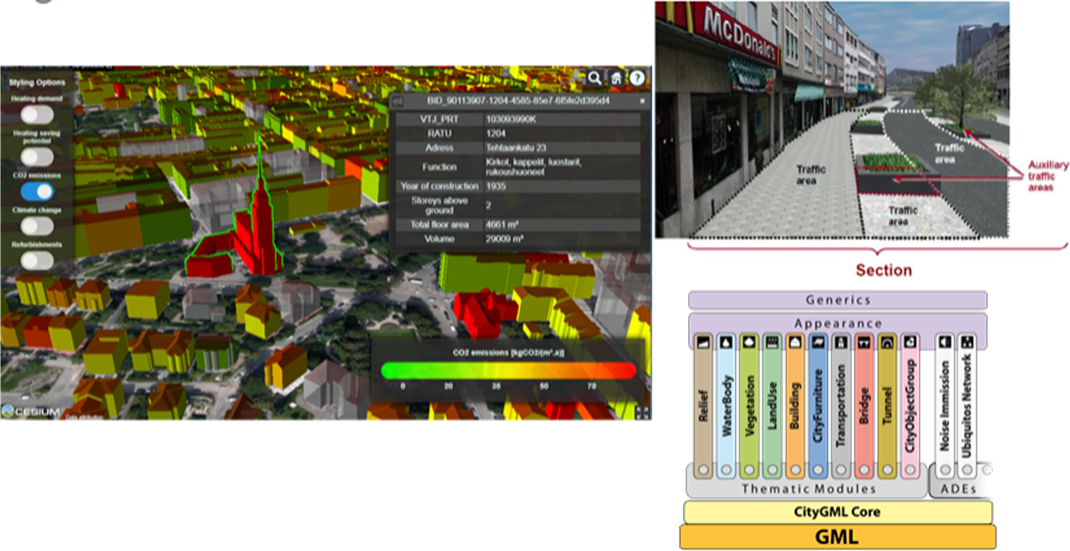 Styling Options
Heating demand
Heating saving
potential
CO2 emissions
Climate change
Refurbishments
BID_90113907-1204-4585-85e7-6f5fe2d395d4
VTJ_PRT 103093990K
RATU 1204
Adress Tehtaankatu 23
Function Kirkot, kappelit, luostarit,
rukoushuoneet
Year of construction 1935
Storeys above
ground 2
Total floor area 4661 m²
Volume 29009 m³
CO2 emissions [kgCO2/(m².a)]
0 20 35 50 70
CESIUM
Data attribution
McDonald's
Traffic
area
Traffic
area
Traffic
area
Auxiliary
traffic
areas
Section
Generics
Appearance
Relief
WaterBody
Vegetation
LandUse
Building
CityFurniture
Transportation
Bridge
Tunnel
CityObjectGroup
Noise Immission
Ubiquitos Network
Thematic Modules
ADEs
CityGML Core
GML